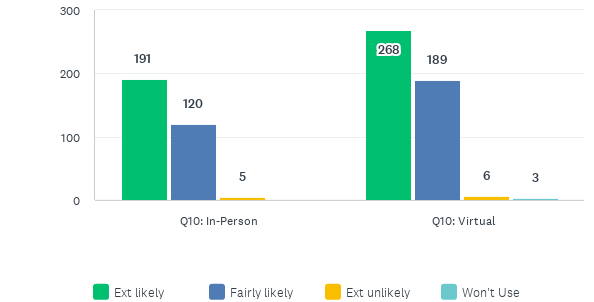 300
200
100
0
191
120
5
268
189
6
3
Q10: In-Person
Q10: Virtual
Ext likely
Fairly likely
Ext unlikely
Won't Use